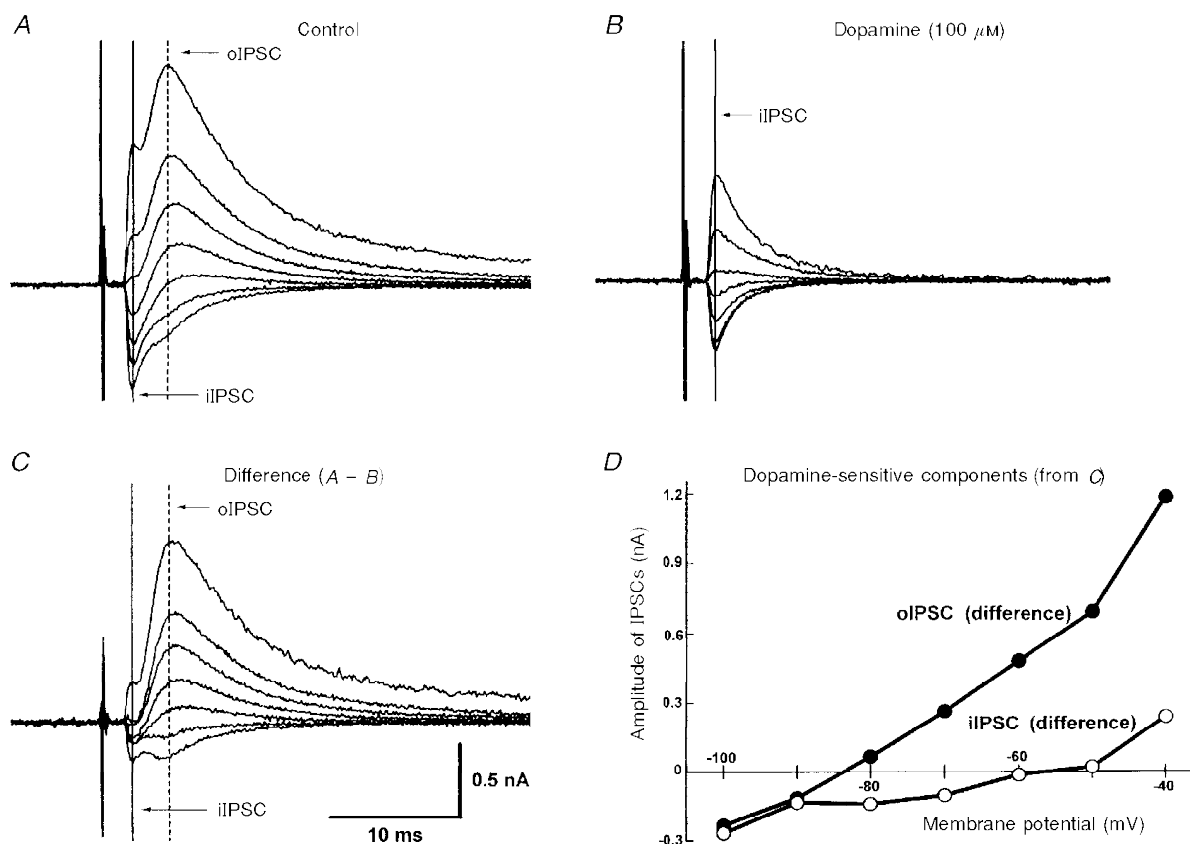 A
Control
oIPSC
iIPSC
B
Dopamine (100 μM)
iIPSC
C
Difference (A – B)
oIPSC
iIPSC
0.5 nA
10 ms
D
Dopamine-sensitive components (from C)
Amplitude of IPSCs (nA)
1.2
0.9
0.6
0.3
0
-0.3
oIPSC (difference)
iIPSC (difference)
-100
-80
-60
-40
Membrane potential (mV)